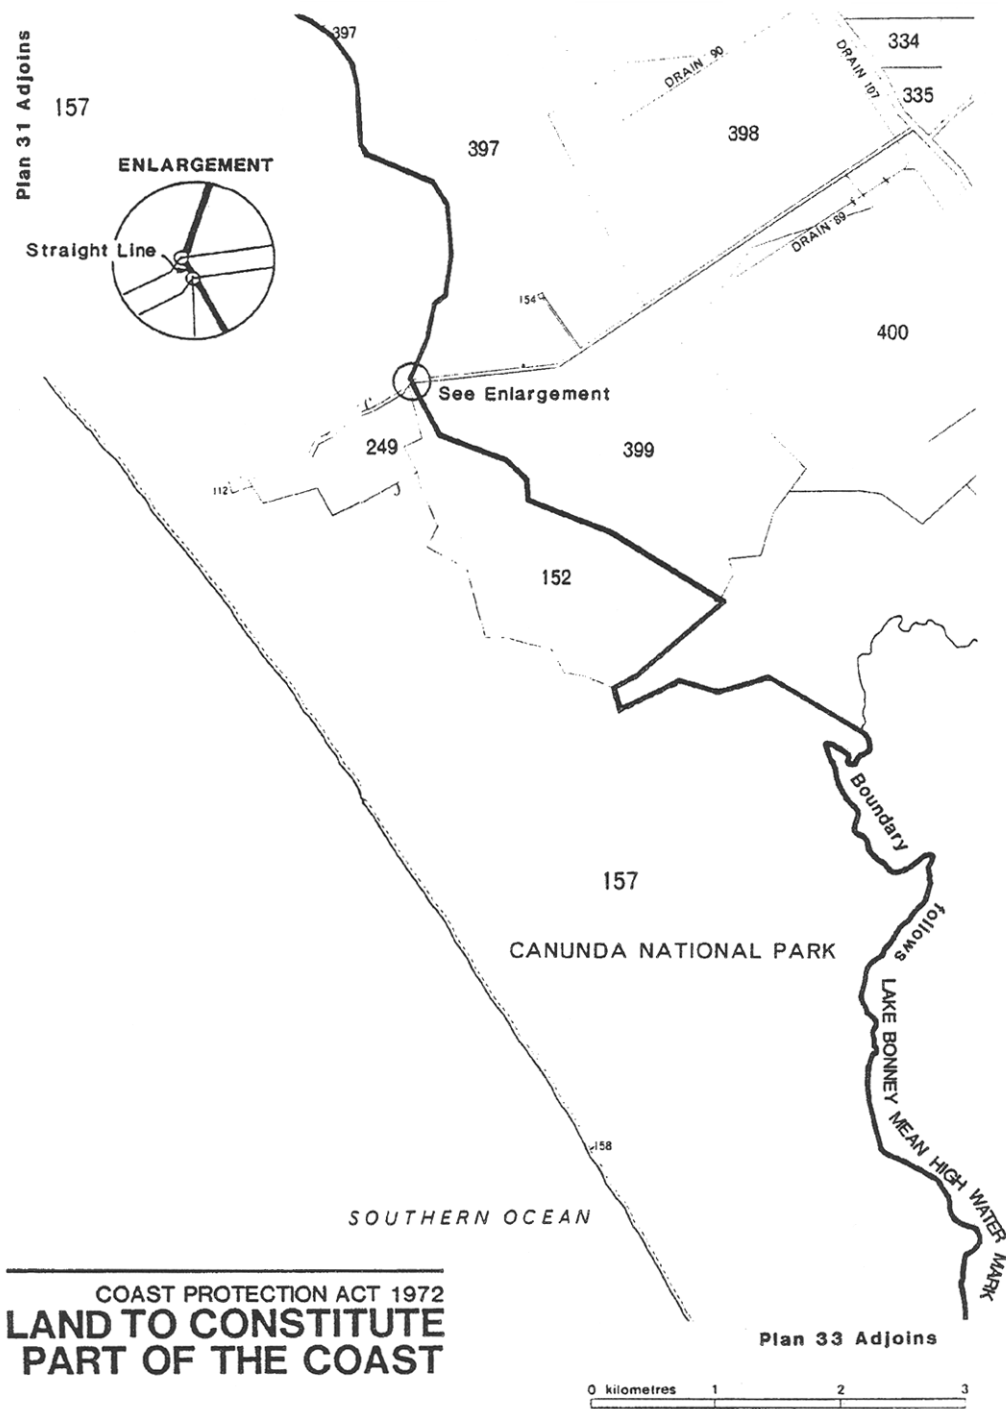 Plan 31 Adjoins
397
334
DRAIN 90
DRAIN 107
335
157
397
398
ENLARGEMENT
Straight Line
DRAIN 89
154
400
See Enlargement
249
399
112
152
Boundary
follows
LAKE BONNEY MEAN HIGH WATER MARK
157
CANUNDA NATIONAL PARK
158
SOUTHERN OCEAN
COAST PROTECTION ACT 1972
LAND TO CONSTITUTE
PART OF THE COAST
Plan 33 Adjoins
0 kilometres 1 2 3